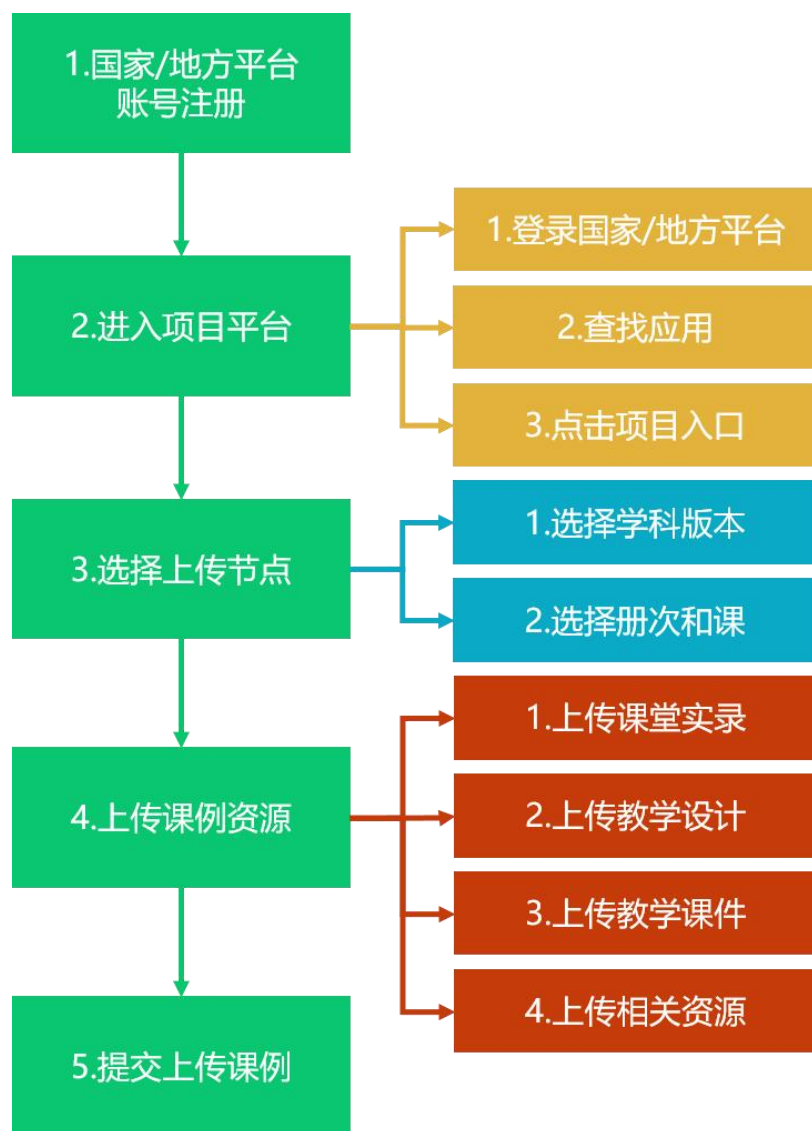 1.国家/地方平台
账号注册
2.进入项目平台
1.登录国家/地方平台
2.查找应用
3.点击项目入口
3.选择上传节点
1.选择学科版本
2.选择册次和课
4.上传课例资源
1.上传课堂实录
2.上传教学设计
3.上传教学课件
4.上传相关资源
5.提交上传课例